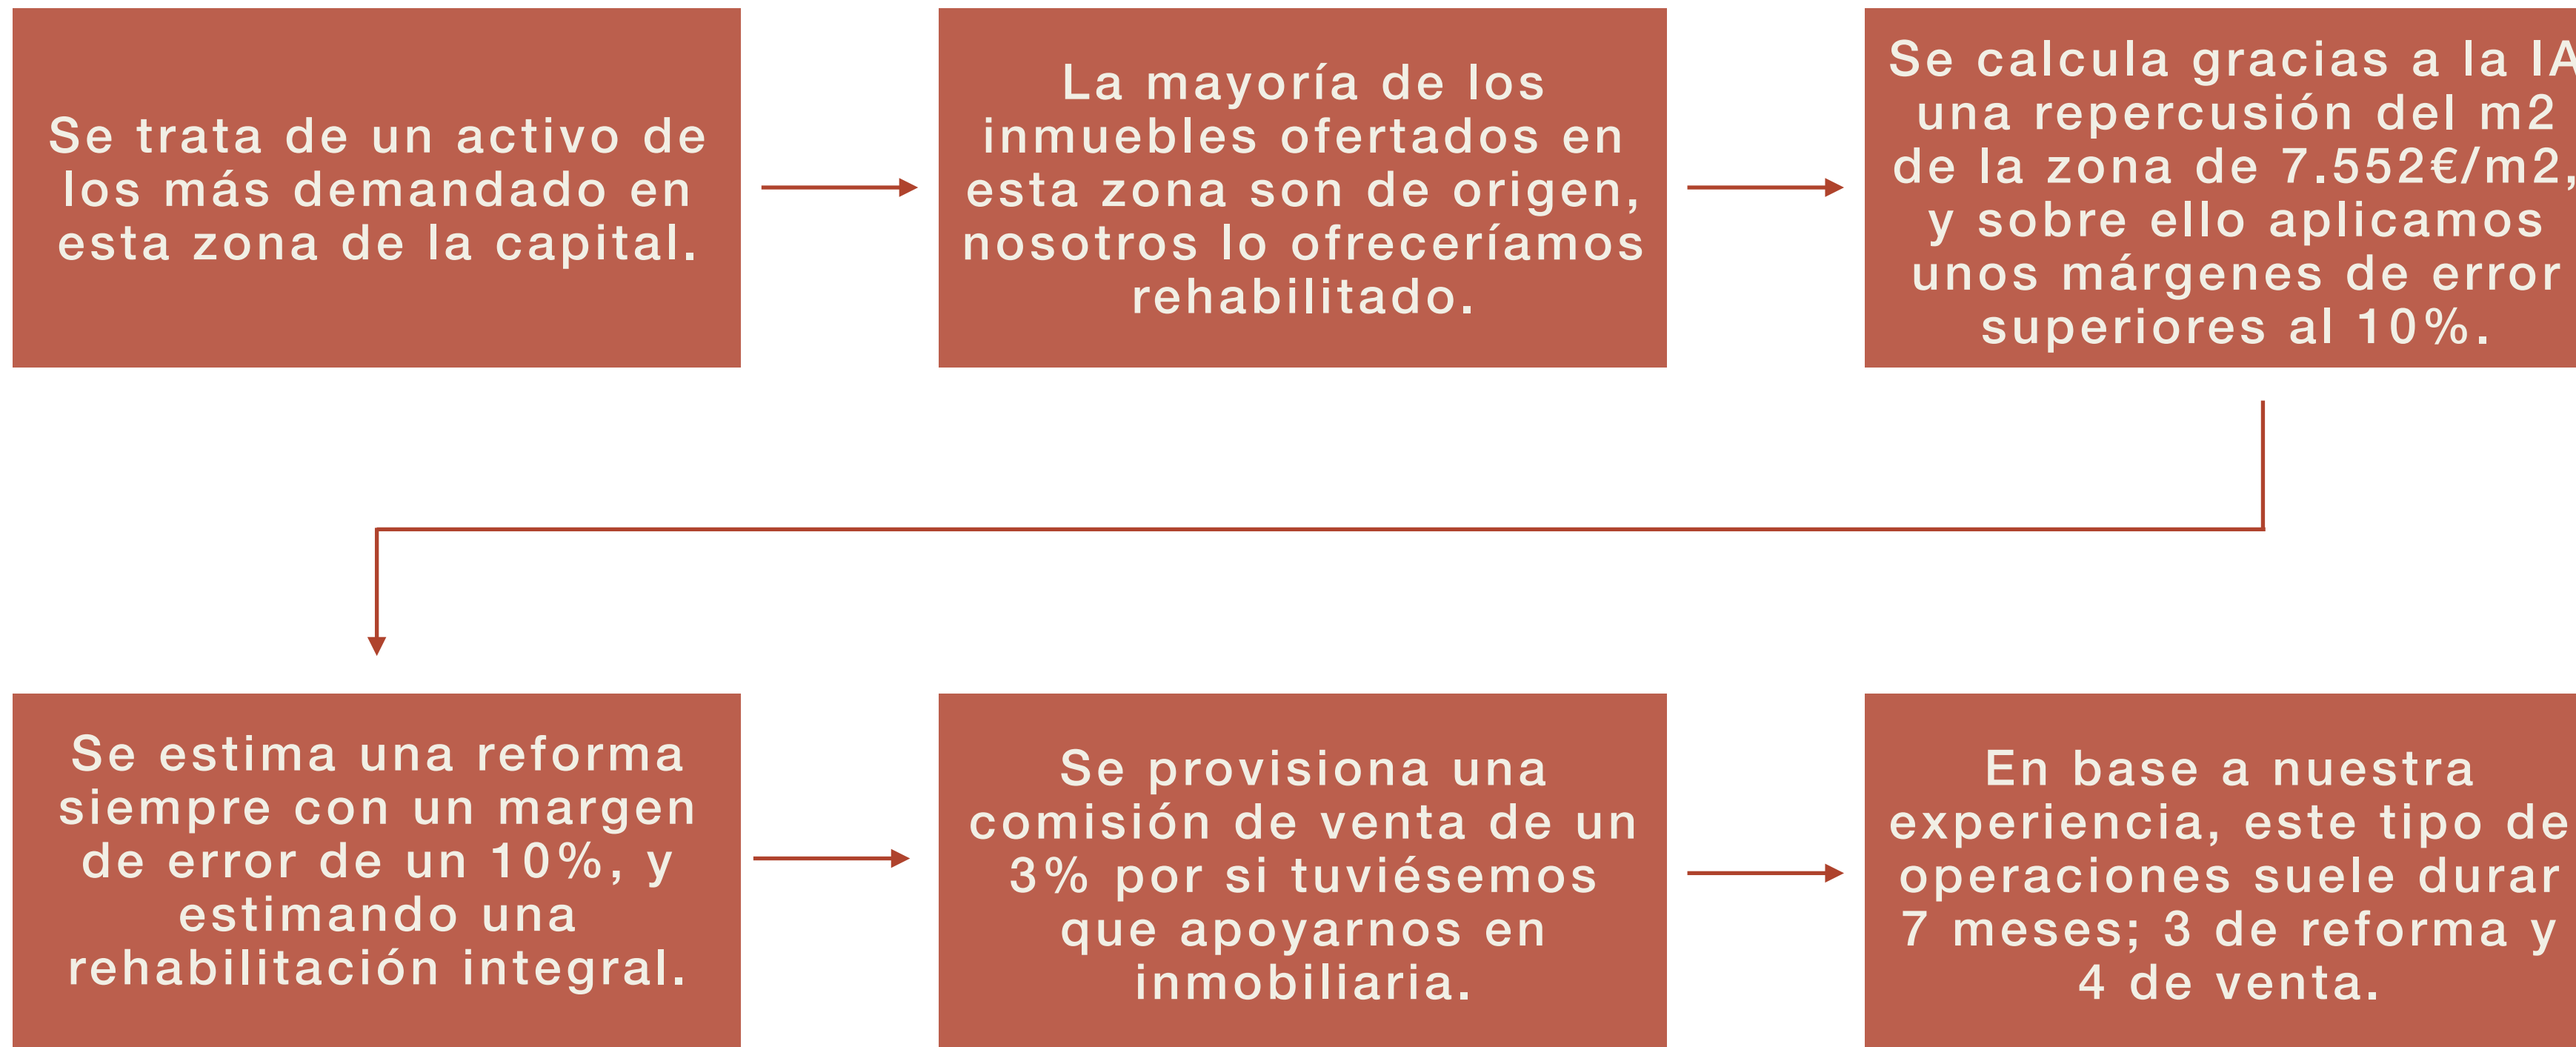 Se trata de un activo de
los más demandado en
esta zona de la capital.
La mayoría de los
inmuebles ofertados en
esta zona son de origen,
nosotros lo ofreceríamos
rehabilitado.
Se calcula gracias a la IA
una repercusión del m2
de la zona de 7.552€/m2,
y sobre ello aplicamos
unos márgenes de error
superiores al 10%.
Se estima una reforma
siempre con un margen
de error de un 10%, y
estimando una
rehabilitación integral.
Se provisiona una
comisión de venta de un
3% por si tuviésemos
que apoyarnos en
inmobiliaria.
En base a nuestra
experiencia, este tipo de
operaciones suele durar
7 meses; 3 de reforma y
4 de venta.